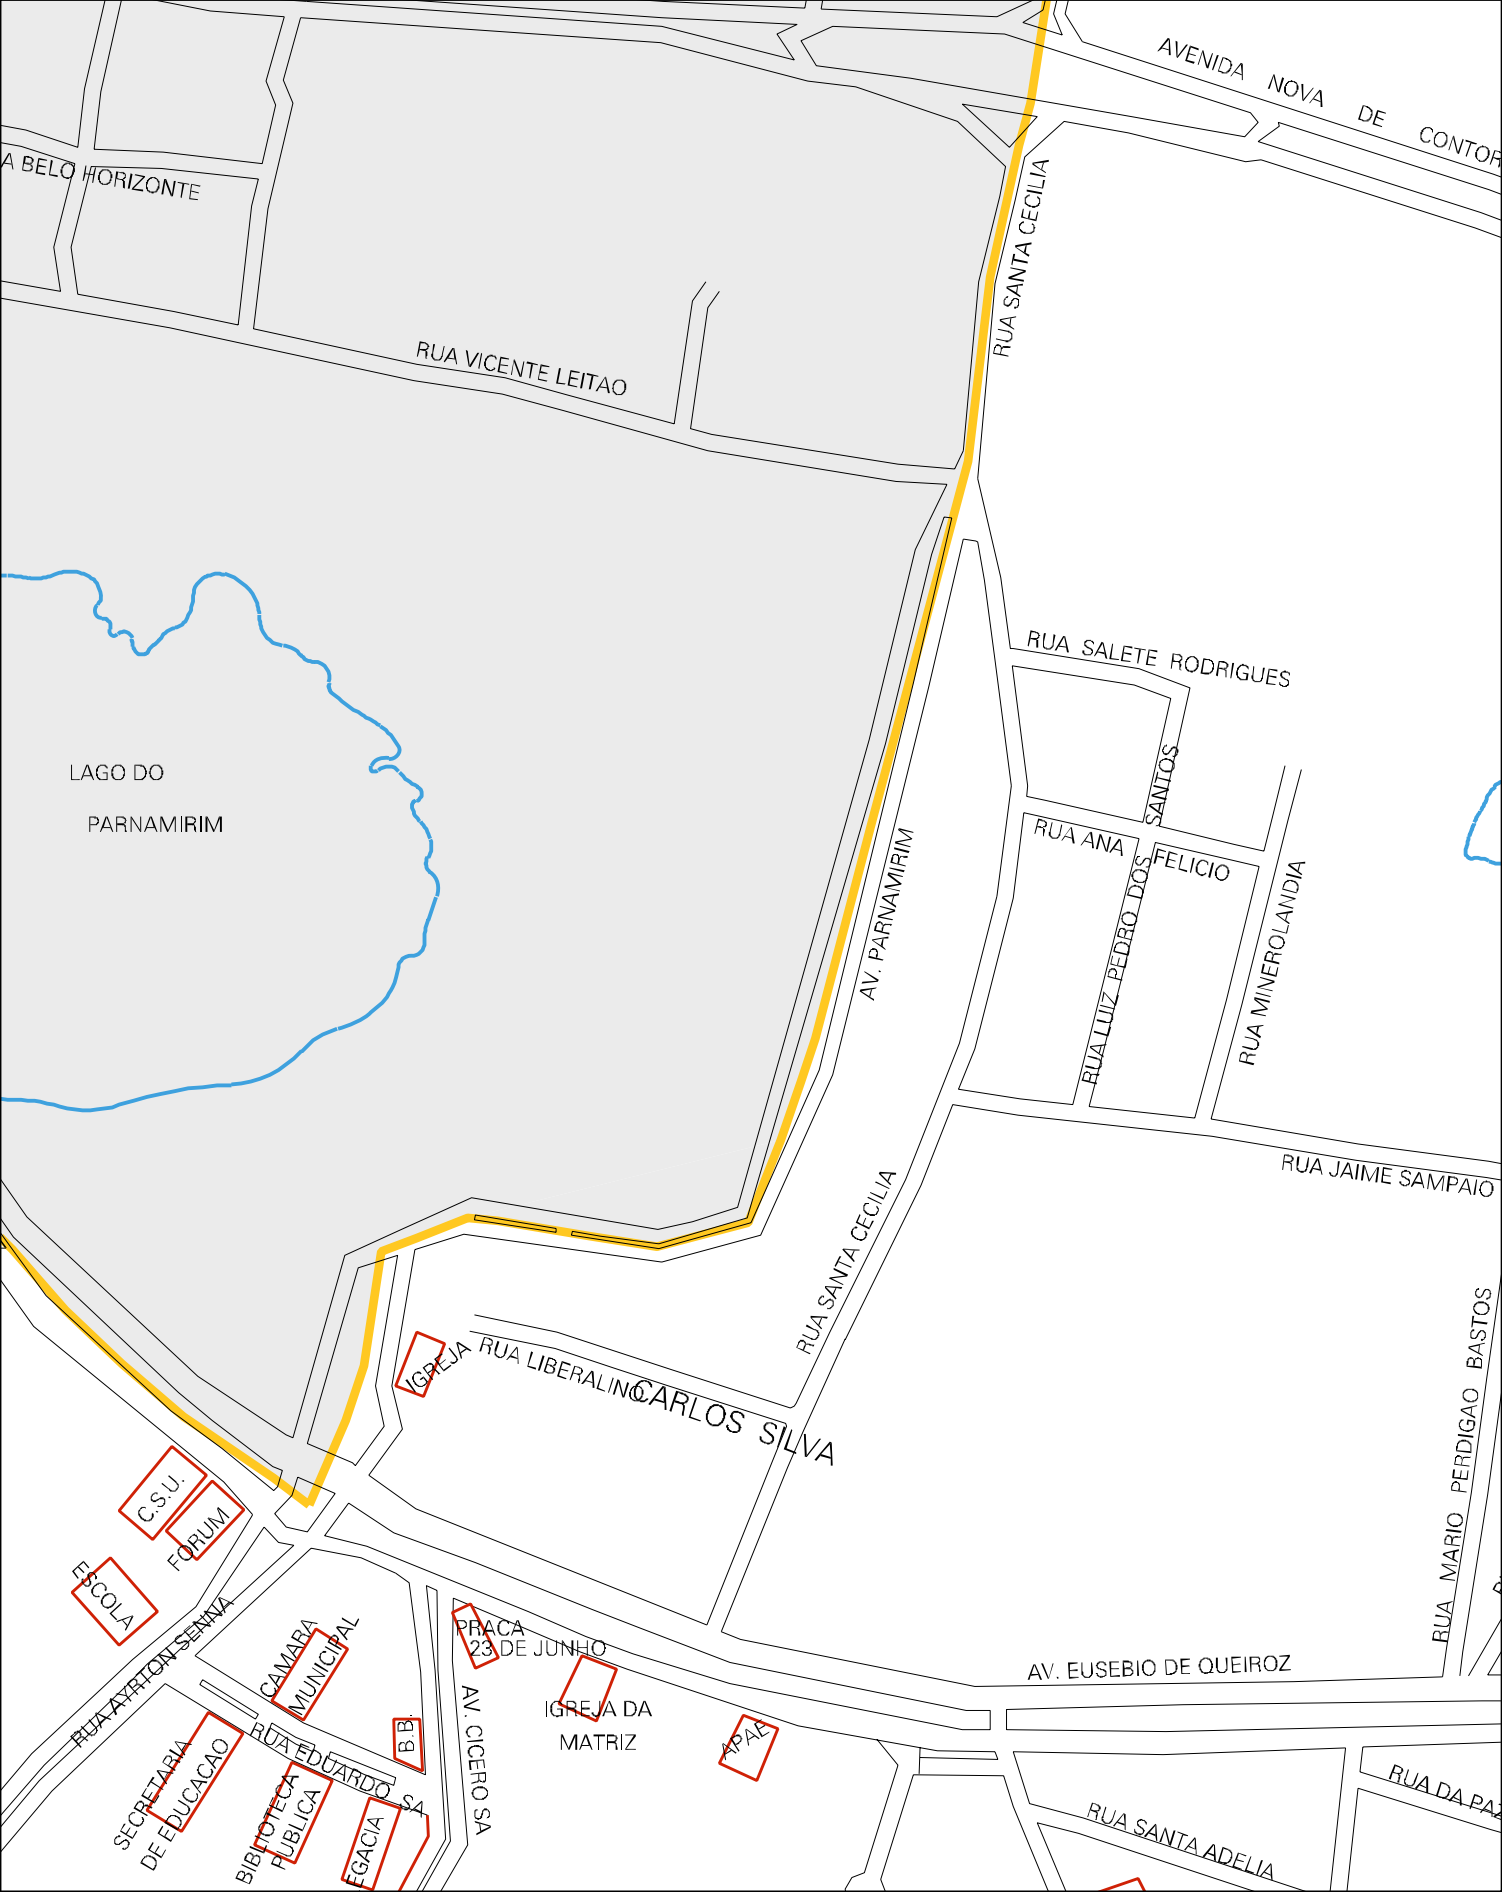 AVENIDA NOVA DE CONTOR
A BELO HORIZONTE
RUA SANTA CECILIA
RUA VICENTE LEITAO
RUA SALETE RODRIGUES
LAGO DO
PARNAMIRIM
RUA ANA FELICIO
RUA LUIZ PEDRO DOS SANTOS
AV. PARNAMIRIM
RUA MINEROLANDIA
RUA JAIME SAMPAIO
RUA SANTA CECILIA
IGREJA
RUA LIBERALINO CARLOS SILVA
RUA MARIO PERDIGAO BASTOS
C.S.U.
FORUM
ESCOLA
RUA AYRTON SENNA
CAMARA
MUNICIPAL
PRACA
23 DE JUNHO
AV. EUSEBIO DE QUEIROZ
IGREJA DA
MATRIZ
APAE
B.B.
AV. CICERO SA
RUA EDUARDO SA
SECRETARIA
DE EDUCACAO
BIBLIOTECA
PUBLICA
EGACIA
RUA DA PAZ
RUA SANTA ADELIA